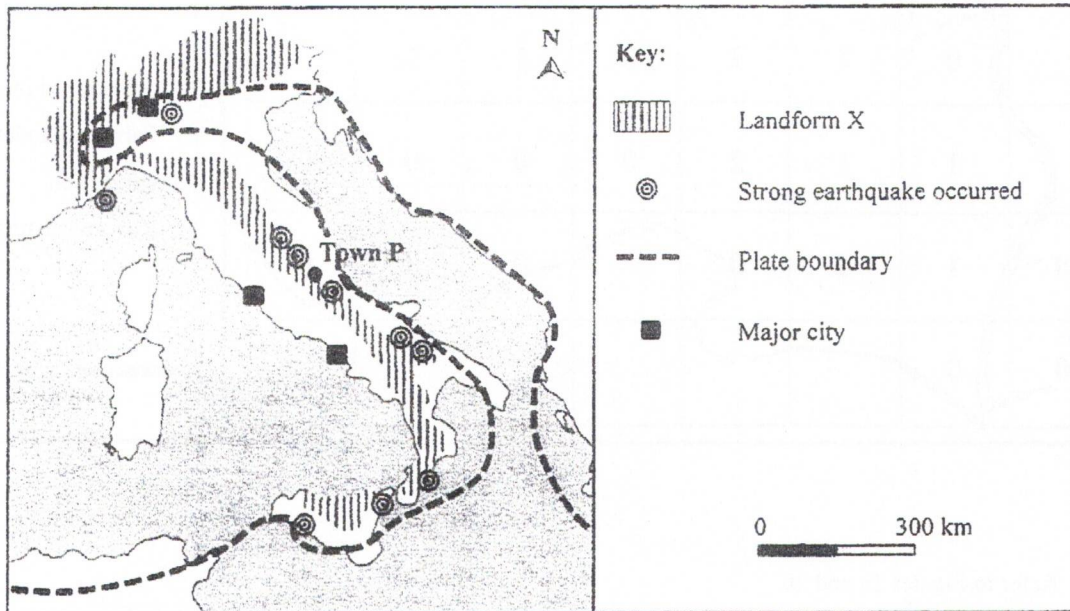 N
Town P
Key:
Landform X
Strong earthquake occurred
Plate boundary
Major city
0 300 km